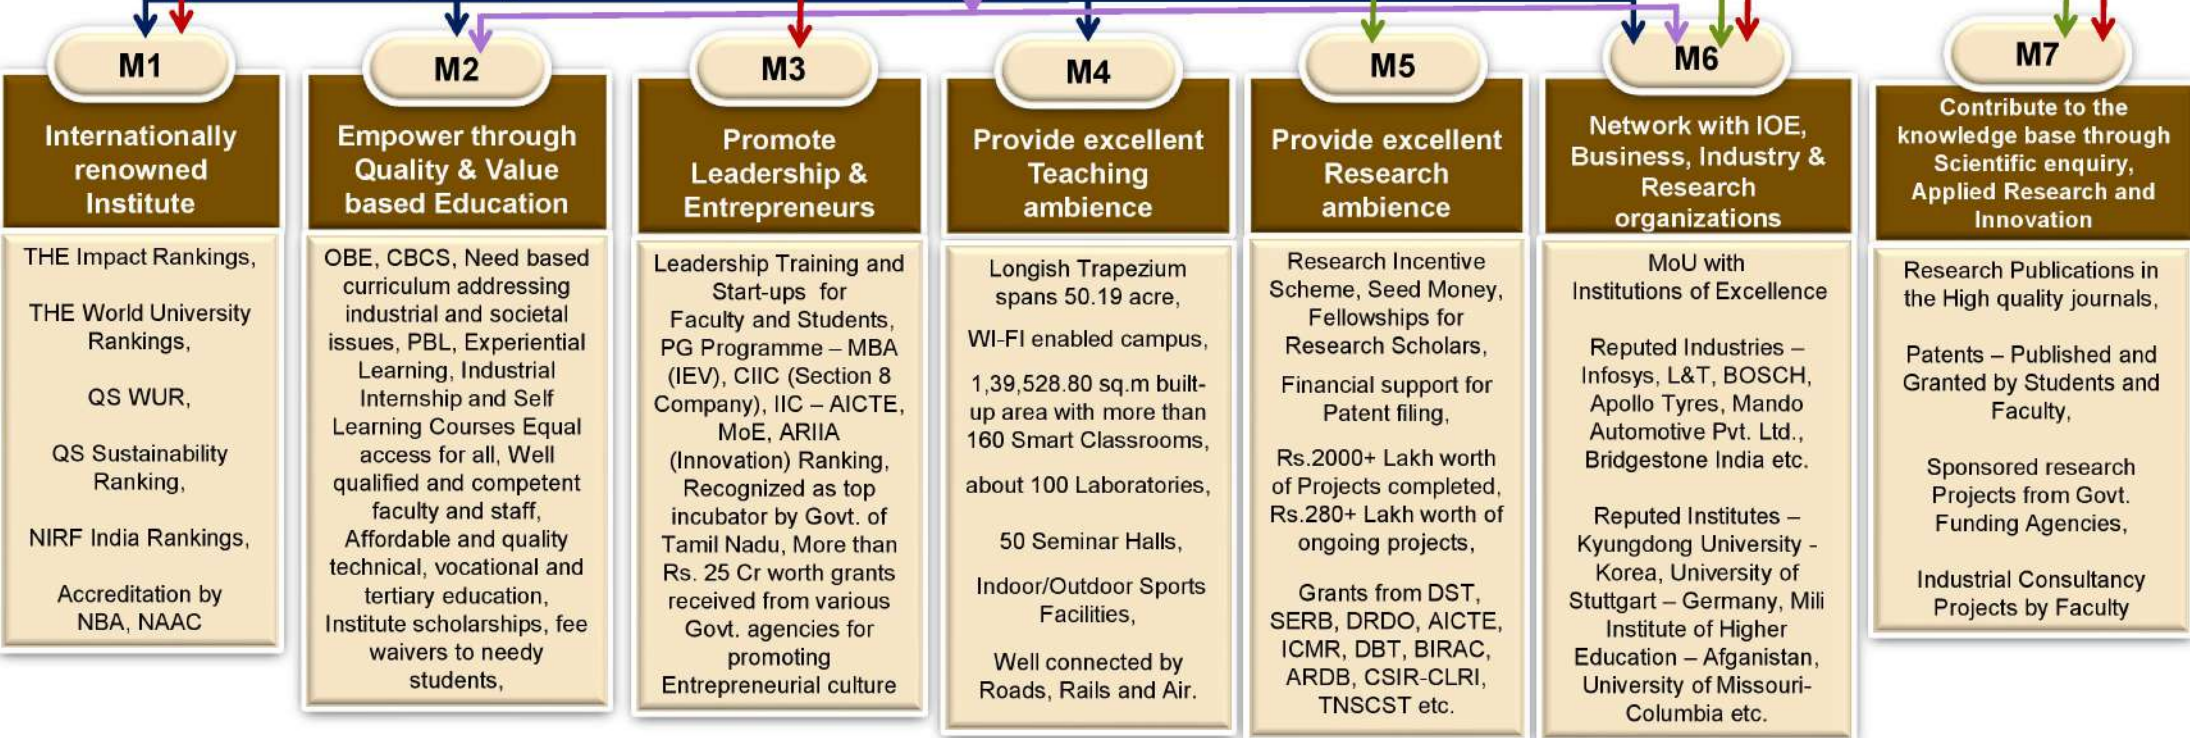 M1
Internationally
renowned
Institute
THE Impact Rankings,
THE World University
Rankings,
QS WUR,
QS Sustainability
Ranking,
NIRF India Rankings,
Accreditation by
NBA, NAAC
M2
Empower through
Quality & Value
based Education
OBE, CBCS, Need based
curriculum addressing
industrial and societal
issues, PBL, Experiential
Learning, Industrial
Internship and Self
Learning Courses Equal
access for all, Well
qualified and competent
faculty and staff,
Affordable and quality
technical, vocational and
tertiary education,
Institute scholarships, fee
waivers to needy
students,
M3
Promote
Leadership &
Entrepreneurs
Leadership Training and
Start-ups for
Faculty and Students,
PG Programme – MBA
(IEV), CIIC (Section 8
Company), IIC – AICTE,
MoE, ARIIA
(Innovation) Ranking,
Recognized as top
incubator by Govt. of
Tamil Nadu, More than
Rs. 25 Cr worth grants
received from various
Govt. agencies for
promoting
Entrepreneurial culture
M4
Provide excellent
Teaching
ambience
Longish Trapezium
spans 50.19 acre,
WI-FI enabled campus,
1,39,528.80 sq.m built-
up area with more than
160 Smart Classrooms,
about 100 Laboratories,
50 Seminar Halls,
Indoor/Outdoor Sports
Facilities,
Well connected by
Roads, Rails and Air.
M5
Provide excellent
Research
ambience
Research Incentive
Scheme, Seed Money,
Fellowships for
Research Scholars,
Financial support for
Patent filing,
Rs.2000+ Lakh worth
of Projects completed,
Rs.280+ Lakh worth of
ongoing projects,
Grants from DST,
SERB, DRDO, AICTE,
ICMR, DBT, BIRAC,
ARDB, CSIR-CLRI,
TNSCST etc.
M6
Network with IOE,
Business, Industry &
Research
organizations
MoU with
Institutions of Excellence
Reputed Industries –
Infosys, L&T, BOSCH,
Apollo Tyres, Mando
Automotive Pvt. Ltd.,
Bridgestone India etc.
Reputed Institutes –
Kyungdong University -
Korea, University of
Stuttgart – Germany, Mili
Institute of Higher
Education – Afganistan,
University of Missouri-
Columbia etc.
M7
Contribute to the
knowledge base through
Scientific enquiry,
Applied Research and
Innovation
Research Publications in
the High quality journals,
Patents – Published and
Granted by Students and
Faculty,
Sponsored research
Projects from Govt.
Funding Agencies,
Industrial Consultancy
Projects by Faculty